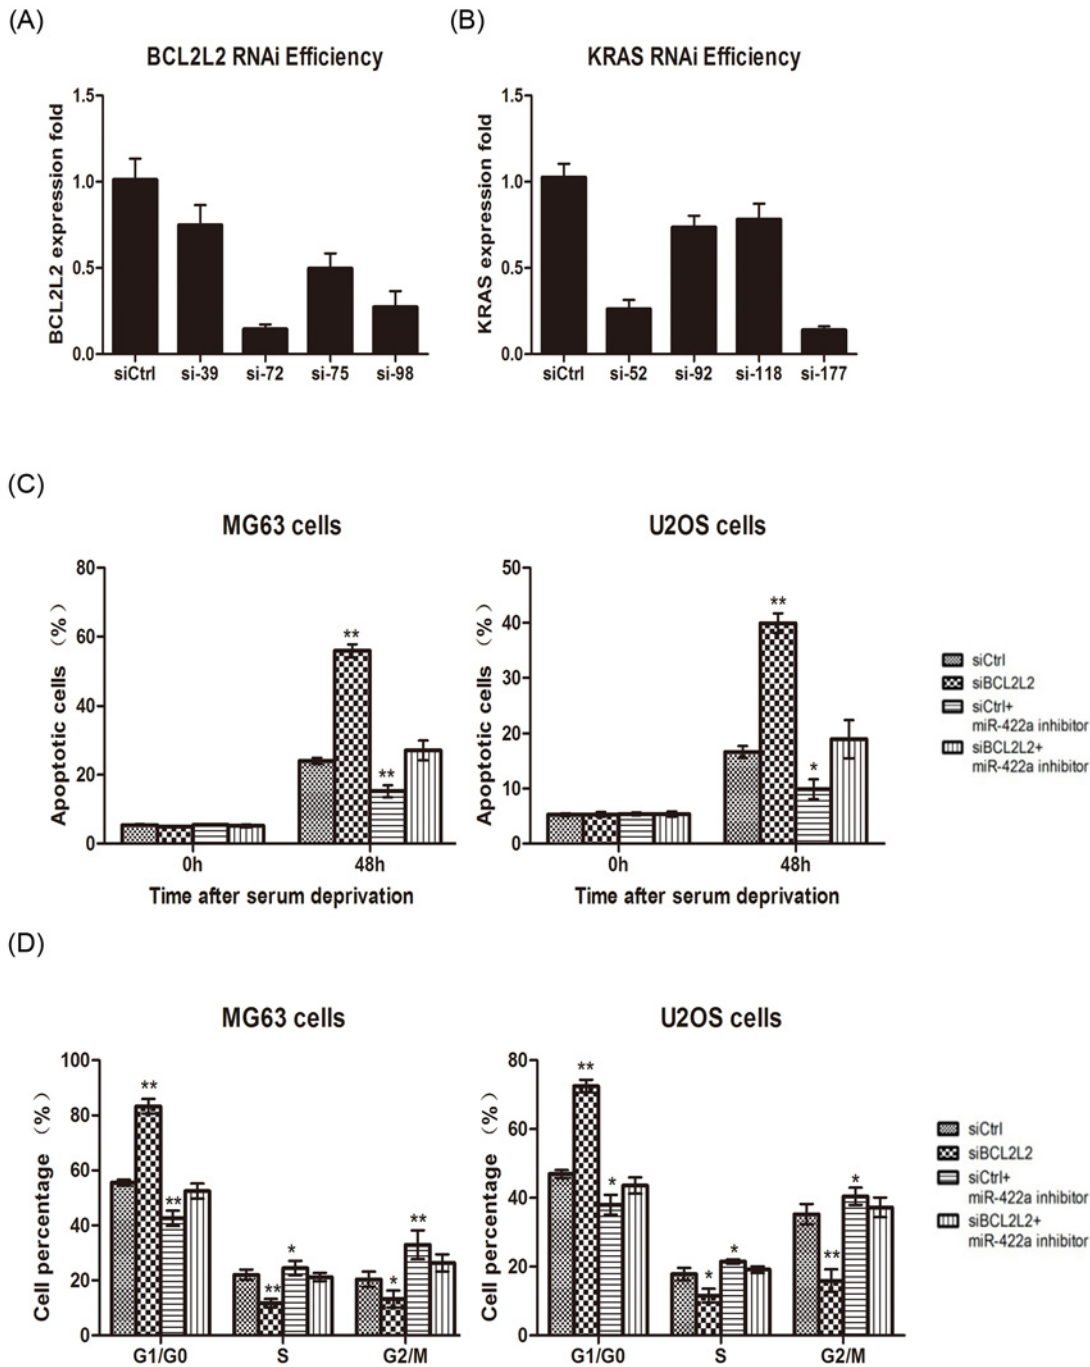 (A)
BCL2L2 RNAi Efficiency
BCL2L2 expression fold
1.5
1.0
0.5
0.0
siCtrl si-39 si-72 si-75 si-98
(B)
KRAS RNAi Efficiency
KRAS expression fold
1.5
1.0
0.5
0.0
siCtrl si-52 si-92 si-118 si-177
(C)
MG63 cells
Apoptotic cells （%）
80
60
40
20
0
**
**
0h 48h
Time after serum deprivation
U2OS cells
Apoptotic cells （%）
50
40
30
20
10
0
**
*
0h 48h
Time after serum deprivation
siCtrl
siBCL2L2
siCtrl+
miR-422a inhibitor
siBCL2L2+
miR-422a inhibitor
(D)
MG63 cells
Cell percentage （%）
100
80
60
40
20
0
**
**
*
**
**
*
G1/G0 S G2/M
U2OS cells
Cell percentage （%）
80
60
40
20
0
**
*
*
*
*
**
G1/G0 S G2/M
siCtrl
siBCL2L2
siCtrl+
miR-422a inhibitor
siBCL2L2+
miR-422a inhibitor